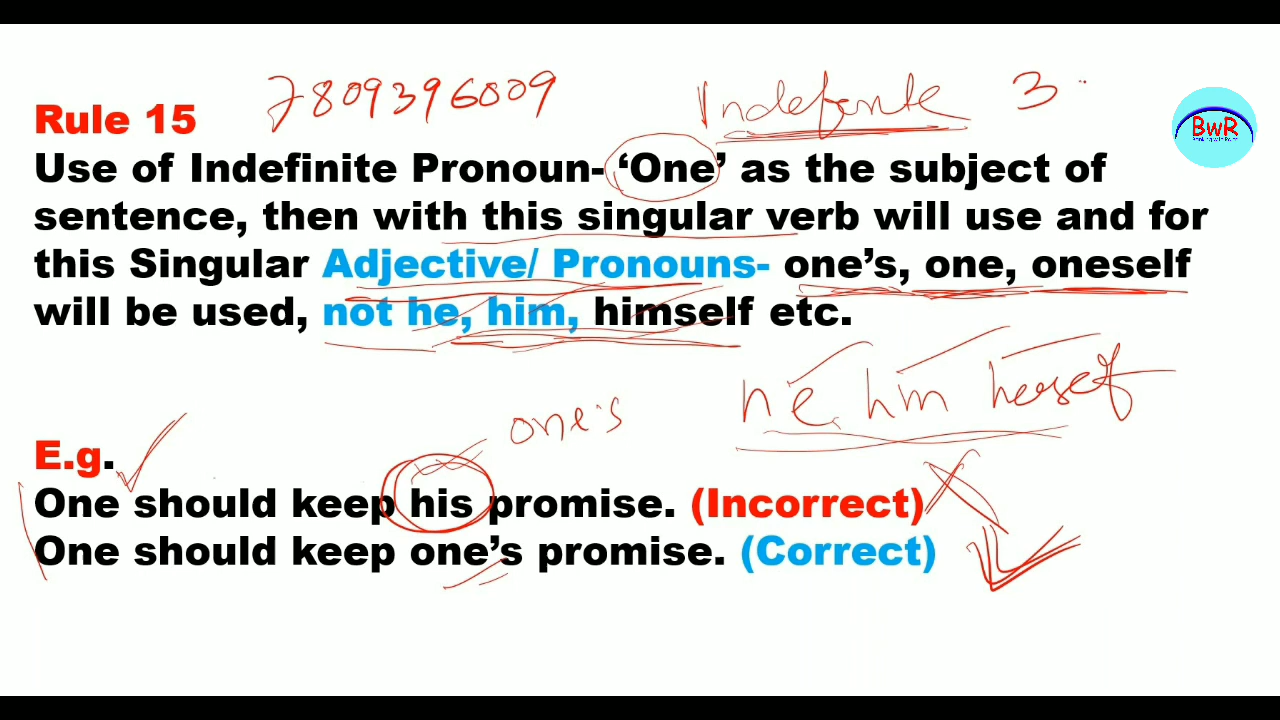 7809396009 Indefinite 3
Rule 15
BwR
Use of Indefinite Pronoun- ‘One’ as the subject of
sentence, then with this singular verb will use and for
this Singular Adjective/ Pronouns- one’s, one, oneself
will be used, not he, him, himself etc.
he him herself
one's
E.g.
One should keep his promise. (Incorrect)
One should keep one’s promise. (Correct)